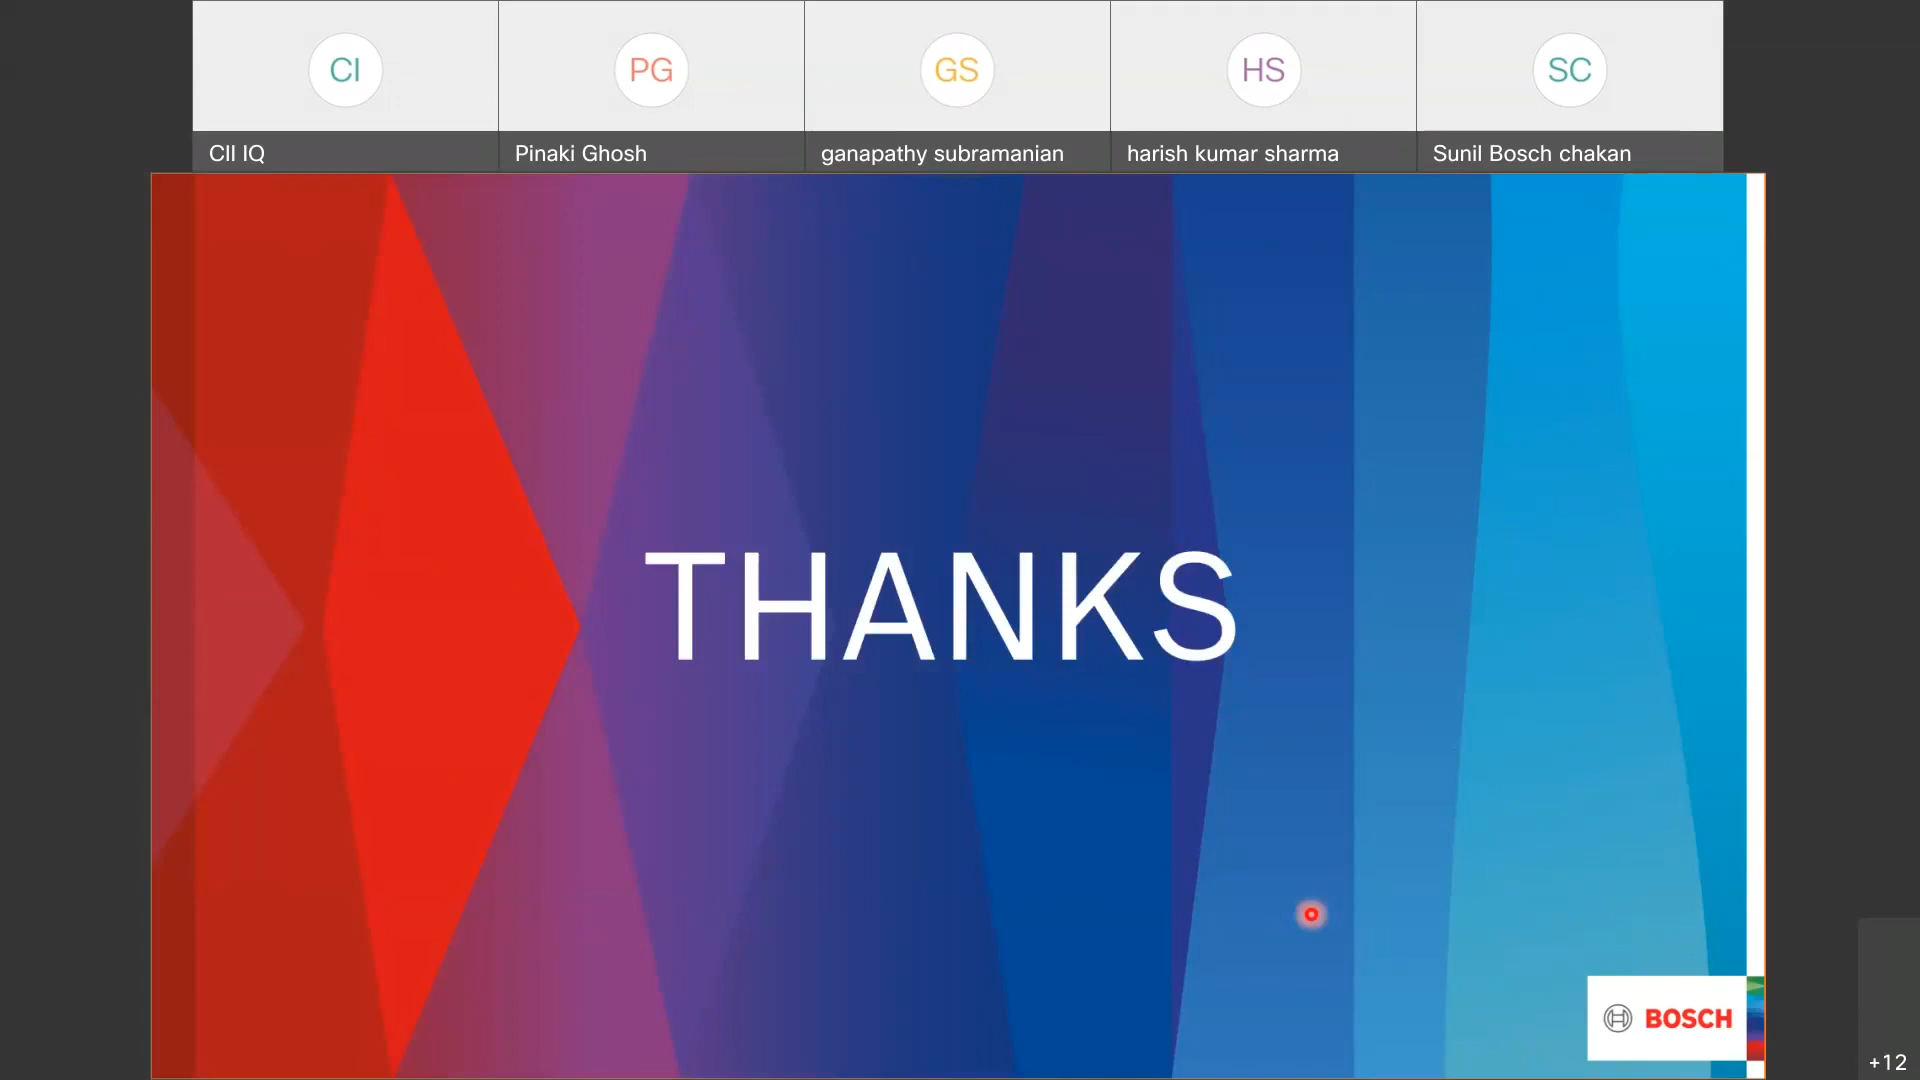 CI
PG
GS
HS
SC
CII IQ
Pinaki Ghosh
ganapathy subramanian
harish kumar sharma
Sunil Bosch chakan
THANKS
BOSCH
+12